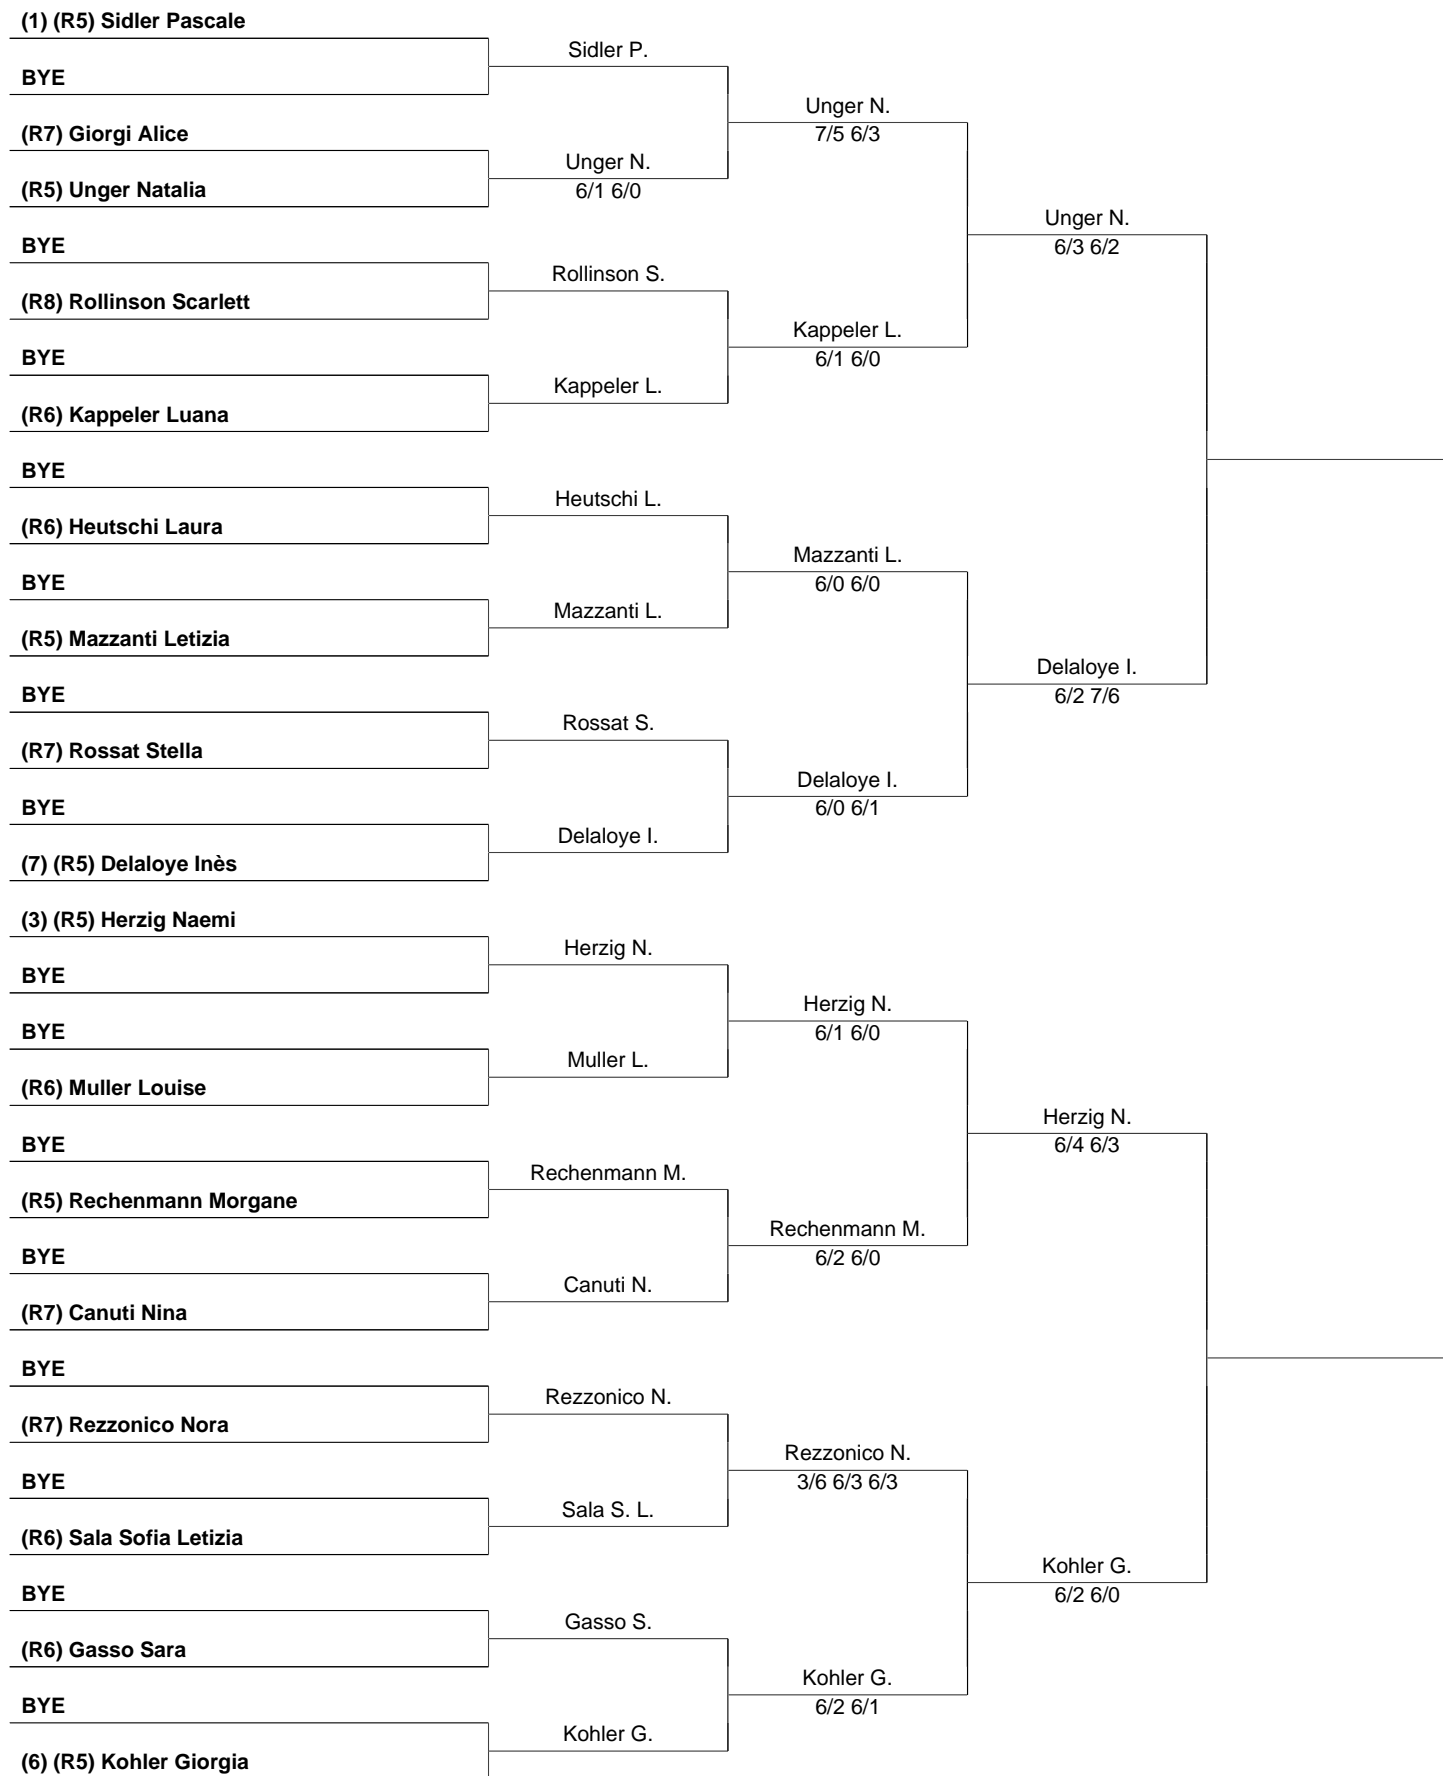 (1) (R5) Sidler Pascale
BYE
(R7) Giorgi Alice
(R5) Unger Natalia
BYE
(R8) Rollinson Scarlett
BYE
(R6) Kappeler Luana
BYE
(R6) Heutschi Laura
BYE
(R5) Mazzanti Letizia
BYE
(R7) Rossat Stella
BYE
(7) (R5) Delaloye Inès
(3) (R5) Herzig Naemi
BYE
BYE
(R6) Muller Louise
BYE
(R5) Rechenmann Morgane
BYE
(R7) Canuti Nina
BYE
(R7) Rezzonico Nora
BYE
(R6) Sala Sofia Letizia
BYE
(R6) Gasso Sara
BYE
(6) (R5) Kohler Giorgia
Sidler P.
Unger N.
6/1 6/0
Rollinson S.
Kappeler L.
Heutschi L.
Mazzanti L.
Rossat S.
Delaloye I.
Herzig N.
Muller L.
Rechenmann M.
Canuti N.
Rezzonico N.
Sala S. L.
Gasso S.
Kohler G.
Unger N.
7/5 6/3
Kappeler L.
6/1 6/0
Mazzanti L.
6/0 6/0
Delaloye I.
6/0 6/1
Herzig N.
6/1 6/0
Rechenmann M.
6/2 6/0
Rezzonico N.
3/6 6/3 6/3
Kohler G.
6/2 6/1
Unger N.
6/3 6/2
Delaloye I.
6/2 7/6
Herzig N.
6/4 6/3
Kohler G.
6/2 6/0